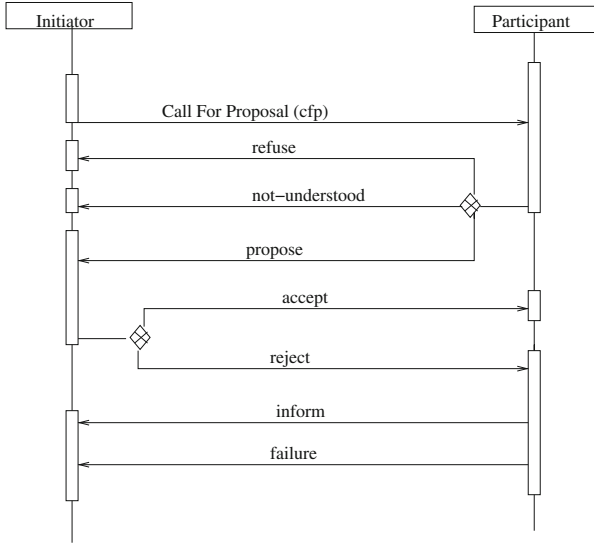 Initiator
Participant
Call For Proposal (cfp)
refuse
not−understood
propose
accept
reject
inform
failure